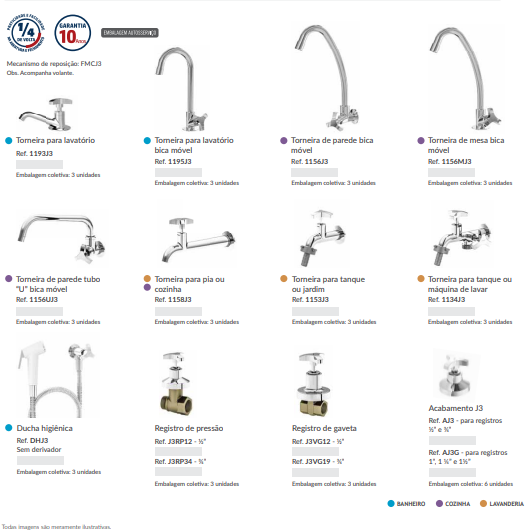 PRATICIDADE E FACILIDADE
1/4
DE VOLTA
NA ABERTURA E FECHAMENTO
GARANTIA
10 Anos
EMBALAGEM AUTOSSERVIÇO
Mecanismo de reposição: FMCJ3
Obs. Acompanha volante.
Torneira para lavatório
Ref. 1193J3
Embalagem coletiva: 3 unidades
Torneira para lavatório
bica móvel
Ref. 1195J3
Embalagem coletiva: 3 unidades
Torneira de parede bica
móvel
Ref. 1156J3
Embalagem coletiva: 3 unidades
Torneira de mesa bica
móvel
Ref. 1156MJ3
Embalagem coletiva: 3 unidades
Torneira de parede tubo
"U" bica móvel
Ref. 1156UJ3
Embalagem coletiva: 3 unidades
Torneira para pia ou
cozinha
Ref. 1158J3
Embalagem coletiva: 3 unidades
Torneira para tanque
ou jardim
Ref. 1153J3
Embalagem coletiva: 3 unidades
Torneira para tanque ou
máquina de lavar
Ref. 1134J3
Embalagem coletiva: 3 unidades
Ducha higiênica
Ref. DHJ3
Sem derivador
Embalagem coletiva: 3 unidades
Registro de pressão
Ref. J3RP12 - ½"
Ref. J3RP34 - ¾"
Embalagem coletiva: 3 unidades
Registro de gaveta
Ref. J3VG12 - ½"
Ref. J3VG19 - ¾"
Embalagem coletiva: 3 unidades
Acabamento J3
Ref. AJ3 - para registros
½" e ¾"
Ref. AJ3G - para registros
1", 1 ¼" e 1½"
Embalagem coletiva: 6 unidades
BANHEIRO COZINHA LAVANDERIA
Todas imagens são meramente ilustrativas.